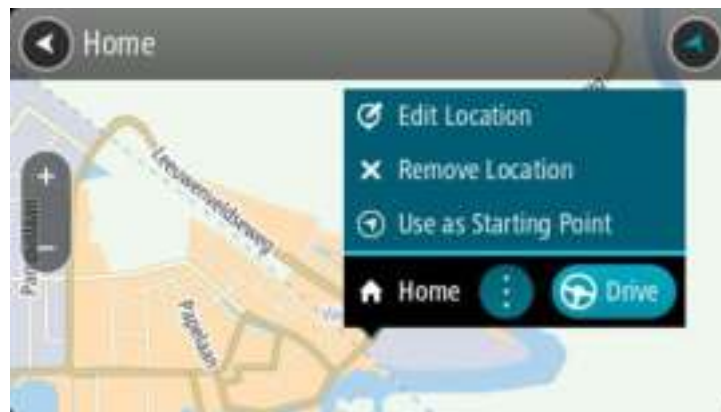 Home
Edit Location
Remove Location
Use as Starting Point
Home
Drive
Leeuwenveldseweg
Papelaan